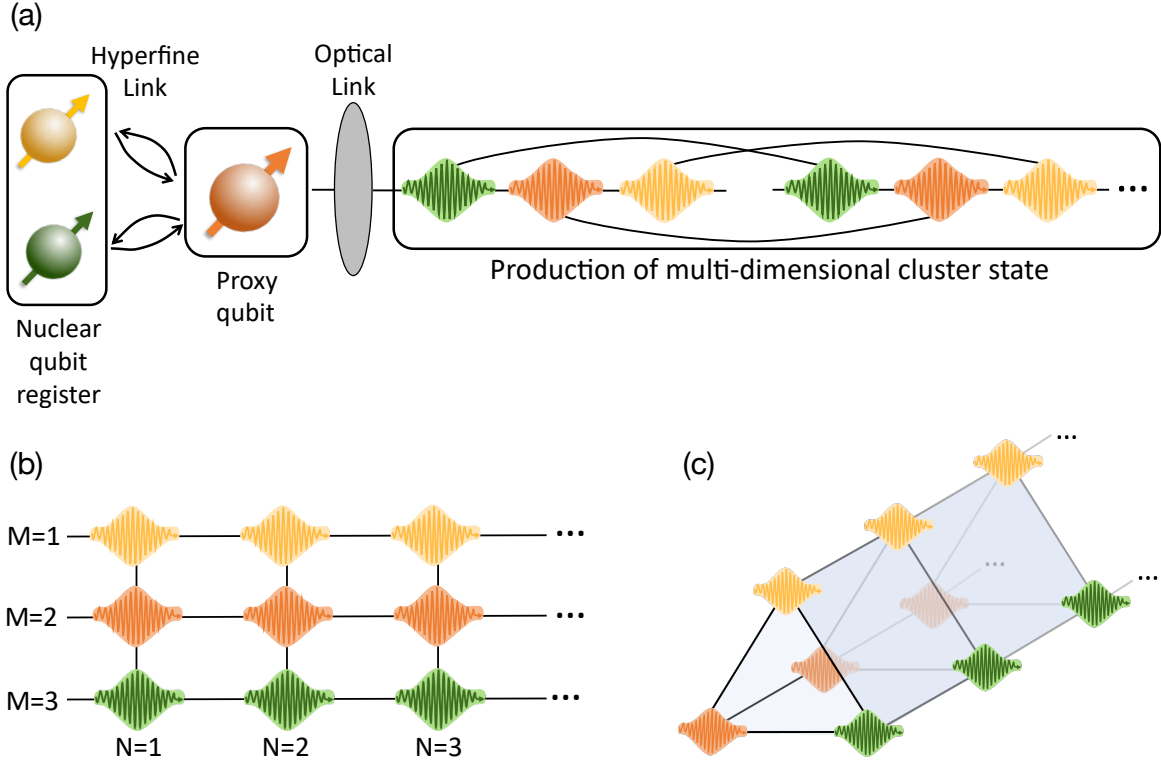 (a)
Hyperfine
Link
Optical
Link
Nuclear
qubit
register
Proxy
qubit
...
Production of multi-dimensional cluster state
(b)
M=1
...
M=2
...
M=3
...
N=1 N=2 N=3
(c)
...
...
...